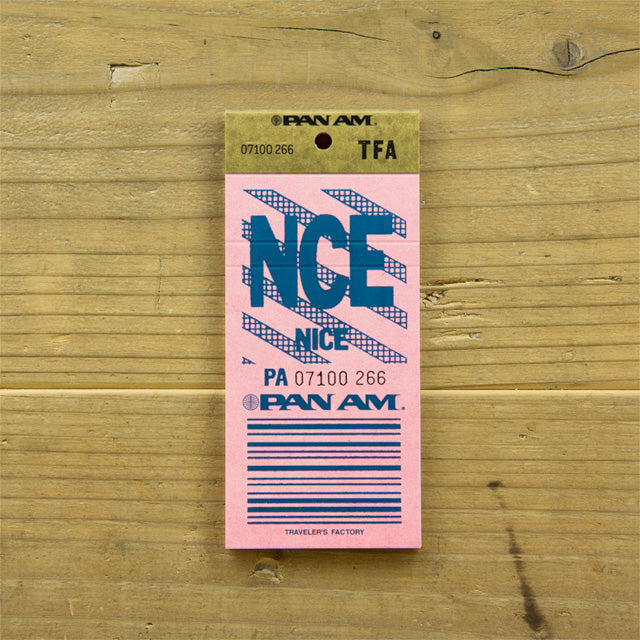 PAN AM®
07100 266 TFA
NCE
NICE
PA 07100 266
PAN AM®
TRAVELER'S FACTORY